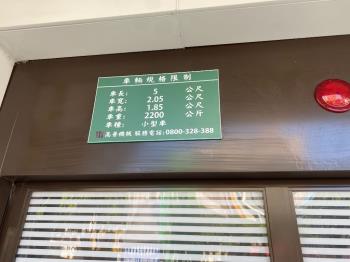 車輛規格限制
車長: 5 公尺
車寬: 2.05 公尺
車高: 1.85 公尺
車重: 2200 公斤
車種: 小型車
服務電話:0800-328-388